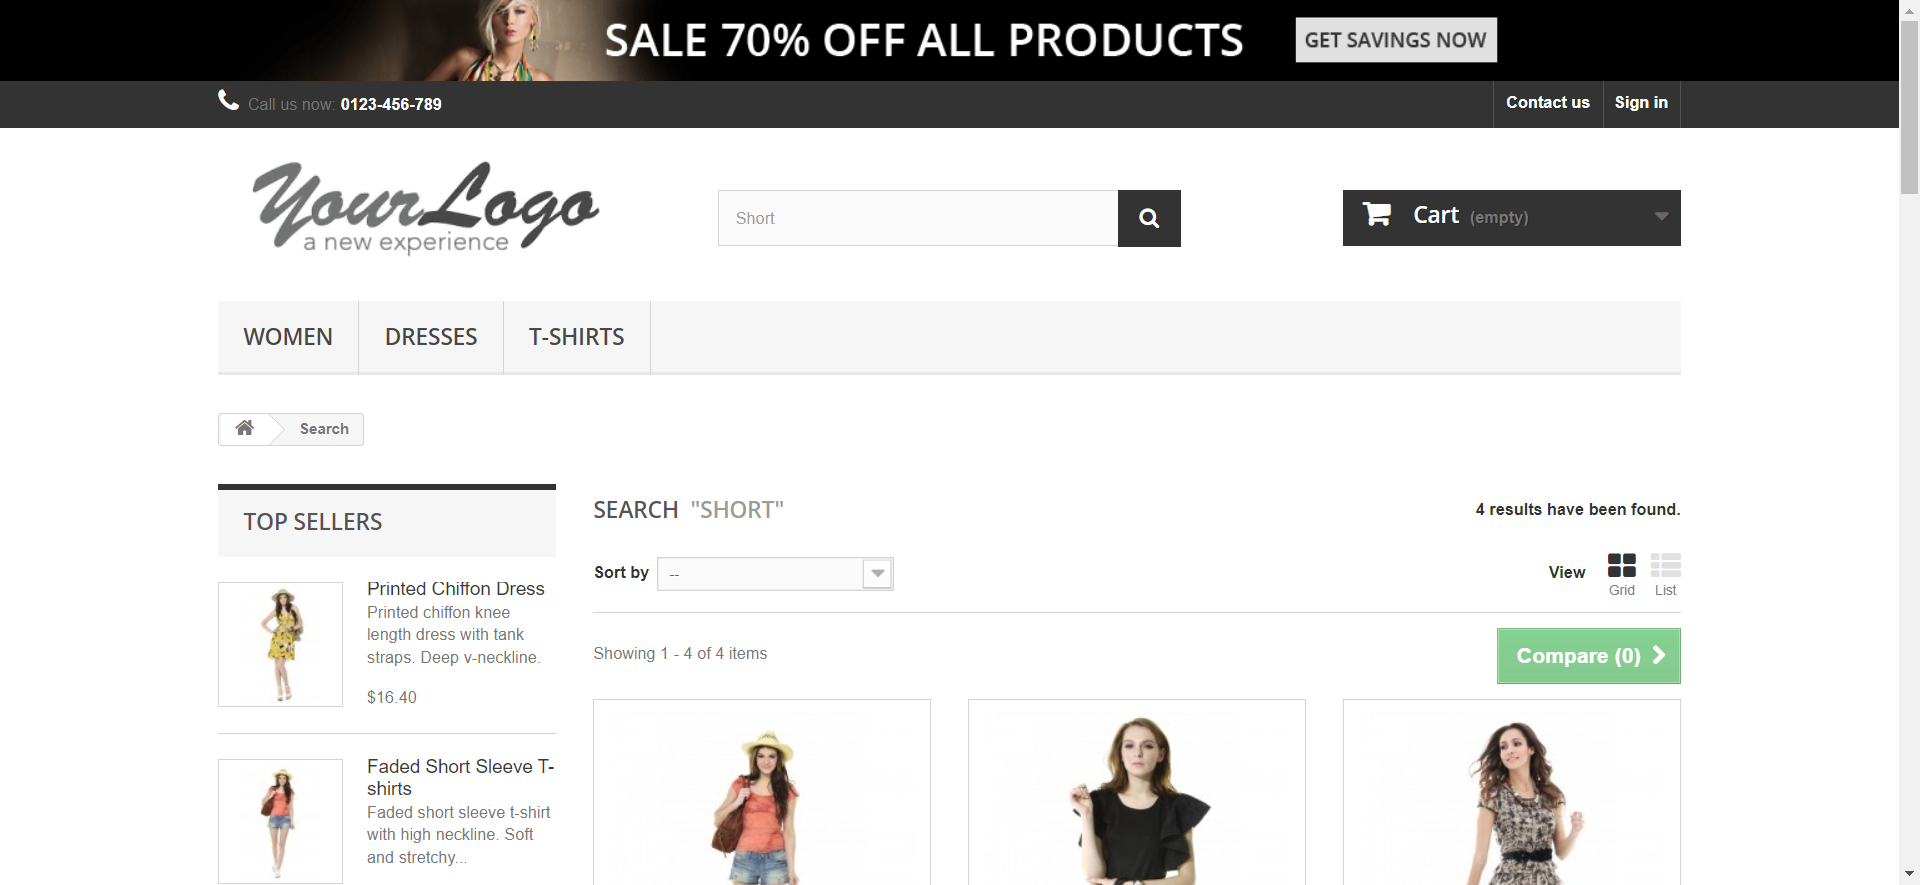 SALE 70% OFF ALL PRODUCTS
GET SAVINGS NOW
Call us now: 0123-456-789
Contact us
Sign in
YourLogo
a new experience
Short
Cart (empty)
WOMEN
DRESSES
T-SHIRTS
Search
TOP SELLERS
Printed Chiffon Dress
Printed chiffon knee
length dress with tank
straps. Deep v-neckline.
$16.40
Faded Short Sleeve T-
shirts
Faded short sleeve t-shirt
with high neckline. Soft
and stretchy...
SEARCH "SHORT"
4 results have been found.
Sort by
--
View
Grid
List
Showing 1 - 4 of 4 items
Compare (0)